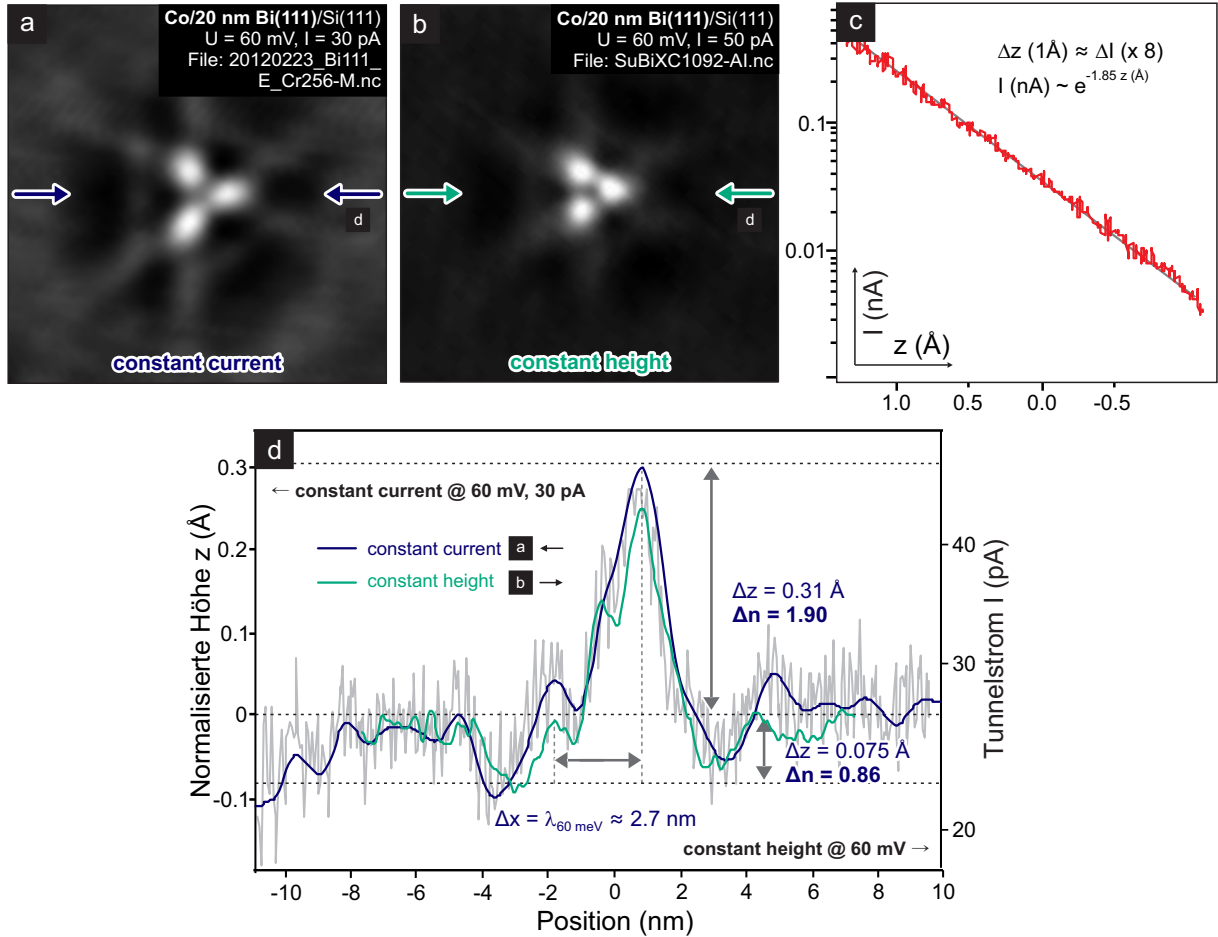 a
Co/20 nm Bi(111)/Si(111)
U = 60 mV, I = 30 pA
File: 20120223_Bi111_
E_Cr256-M.nc
d
constant current
b
Co/20 nm Bi(111)/Si(111)
U = 60 mV, I = 50 pA
File: SuBiXC1092-AI.nc
d
constant height
c
Δz (1Å) ≈ ΔI (x 8)
I (nA) ~ e^-1.85 z (Å)
0.1
0.01
I (nA)
z (Å)
1.0 0.5 0.0 -0.5
d
0.3
0.2
0.1
0
-0.1
Normalisierte Höhe z (Å)
← constant current @ 60 mV, 30 pA
constant current a ←
constant height b →
Δz = 0.31 Å
Δn = 1.90
Δz = 0.075 Å
Δn = 0.86
Δx = λ60 meV ≈ 2.7 nm
constant height @ 60 mV →
40
30
20
Tunnelstrom I (pA)
-10 -8 -6 -4 -2 0 2 4 6 8 10
Position (nm)